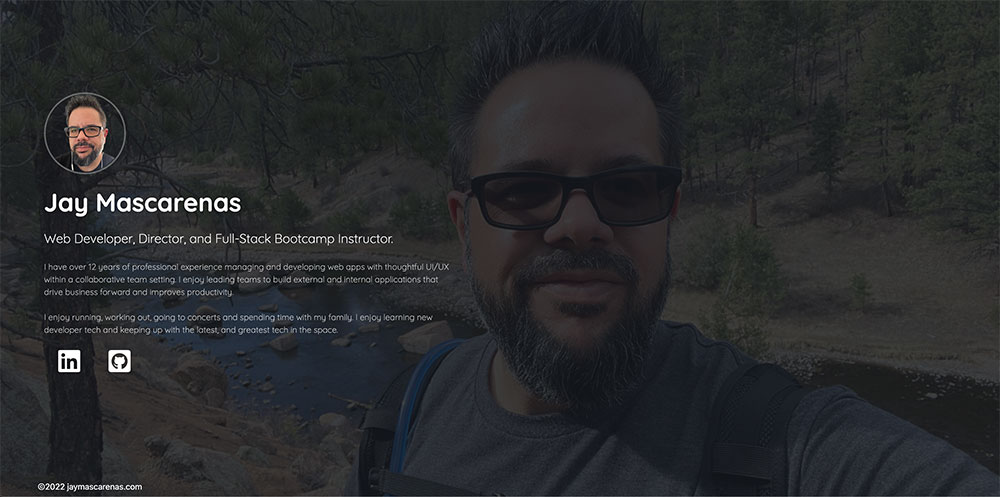 Jay Mascarenas
Web Developer, Director, and Full-Stack Bootcamp Instructor.
I have over 12 years of professional experience managing and developing web apps with thoughtful UI/UX
within a collaborative team setting. I enjoy leading teams to build external and internal applications that
drive business forward and improves productivity.
I enjoy running, working out, going to concerts and spending time with my family. I enjoy learning new
developer tech and keeping up with the latest, and greatest tech in the space.
in
©2022 jaymascarenas.com